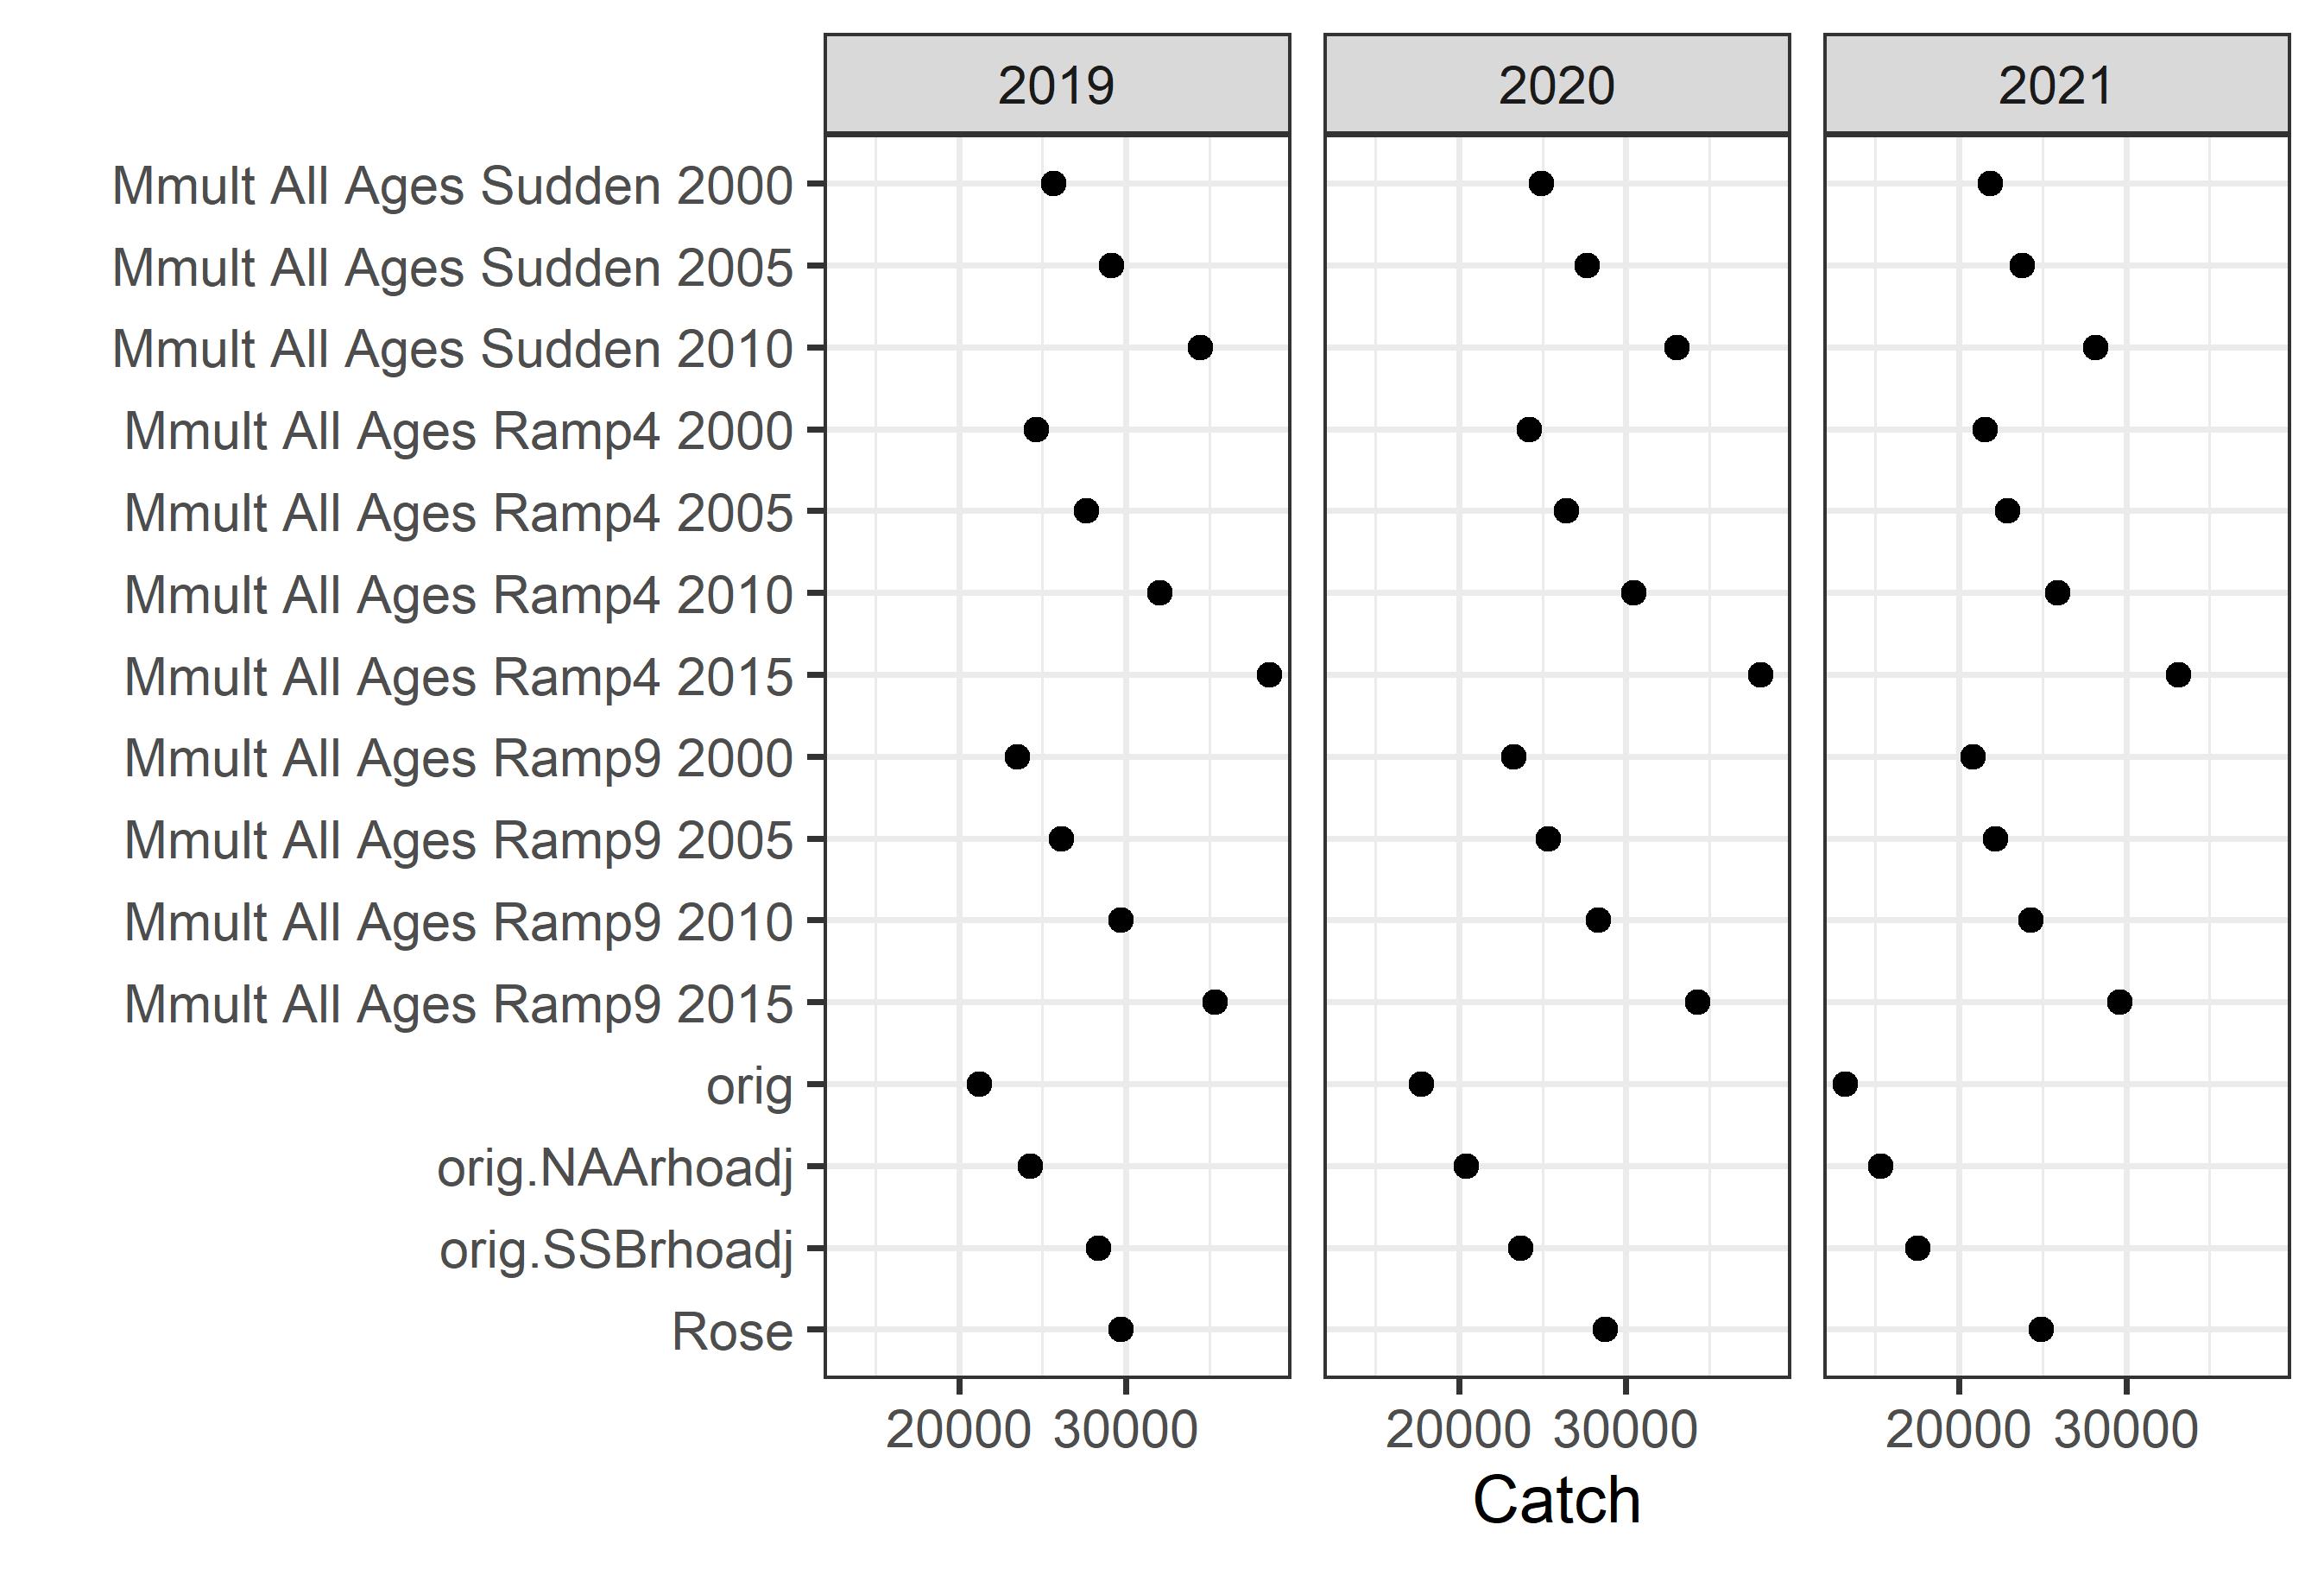 2019 2020 2021
Mmult All Ages Sudden 2000
Mmult All Ages Sudden 2005
Mmult All Ages Sudden 2010
Mmult All Ages Ramp4 2000
Mmult All Ages Ramp4 2005
Mmult All Ages Ramp4 2010
Mmult All Ages Ramp4 2015
Mmult All Ages Ramp9 2000
Mmult All Ages Ramp9 2005
Mmult All Ages Ramp9 2010
Mmult All Ages Ramp9 2015
orig
orig.NAArhoadj
orig.SSBrhoadj
Rose
20000 30000 20000 30000 20000 30000
Catch